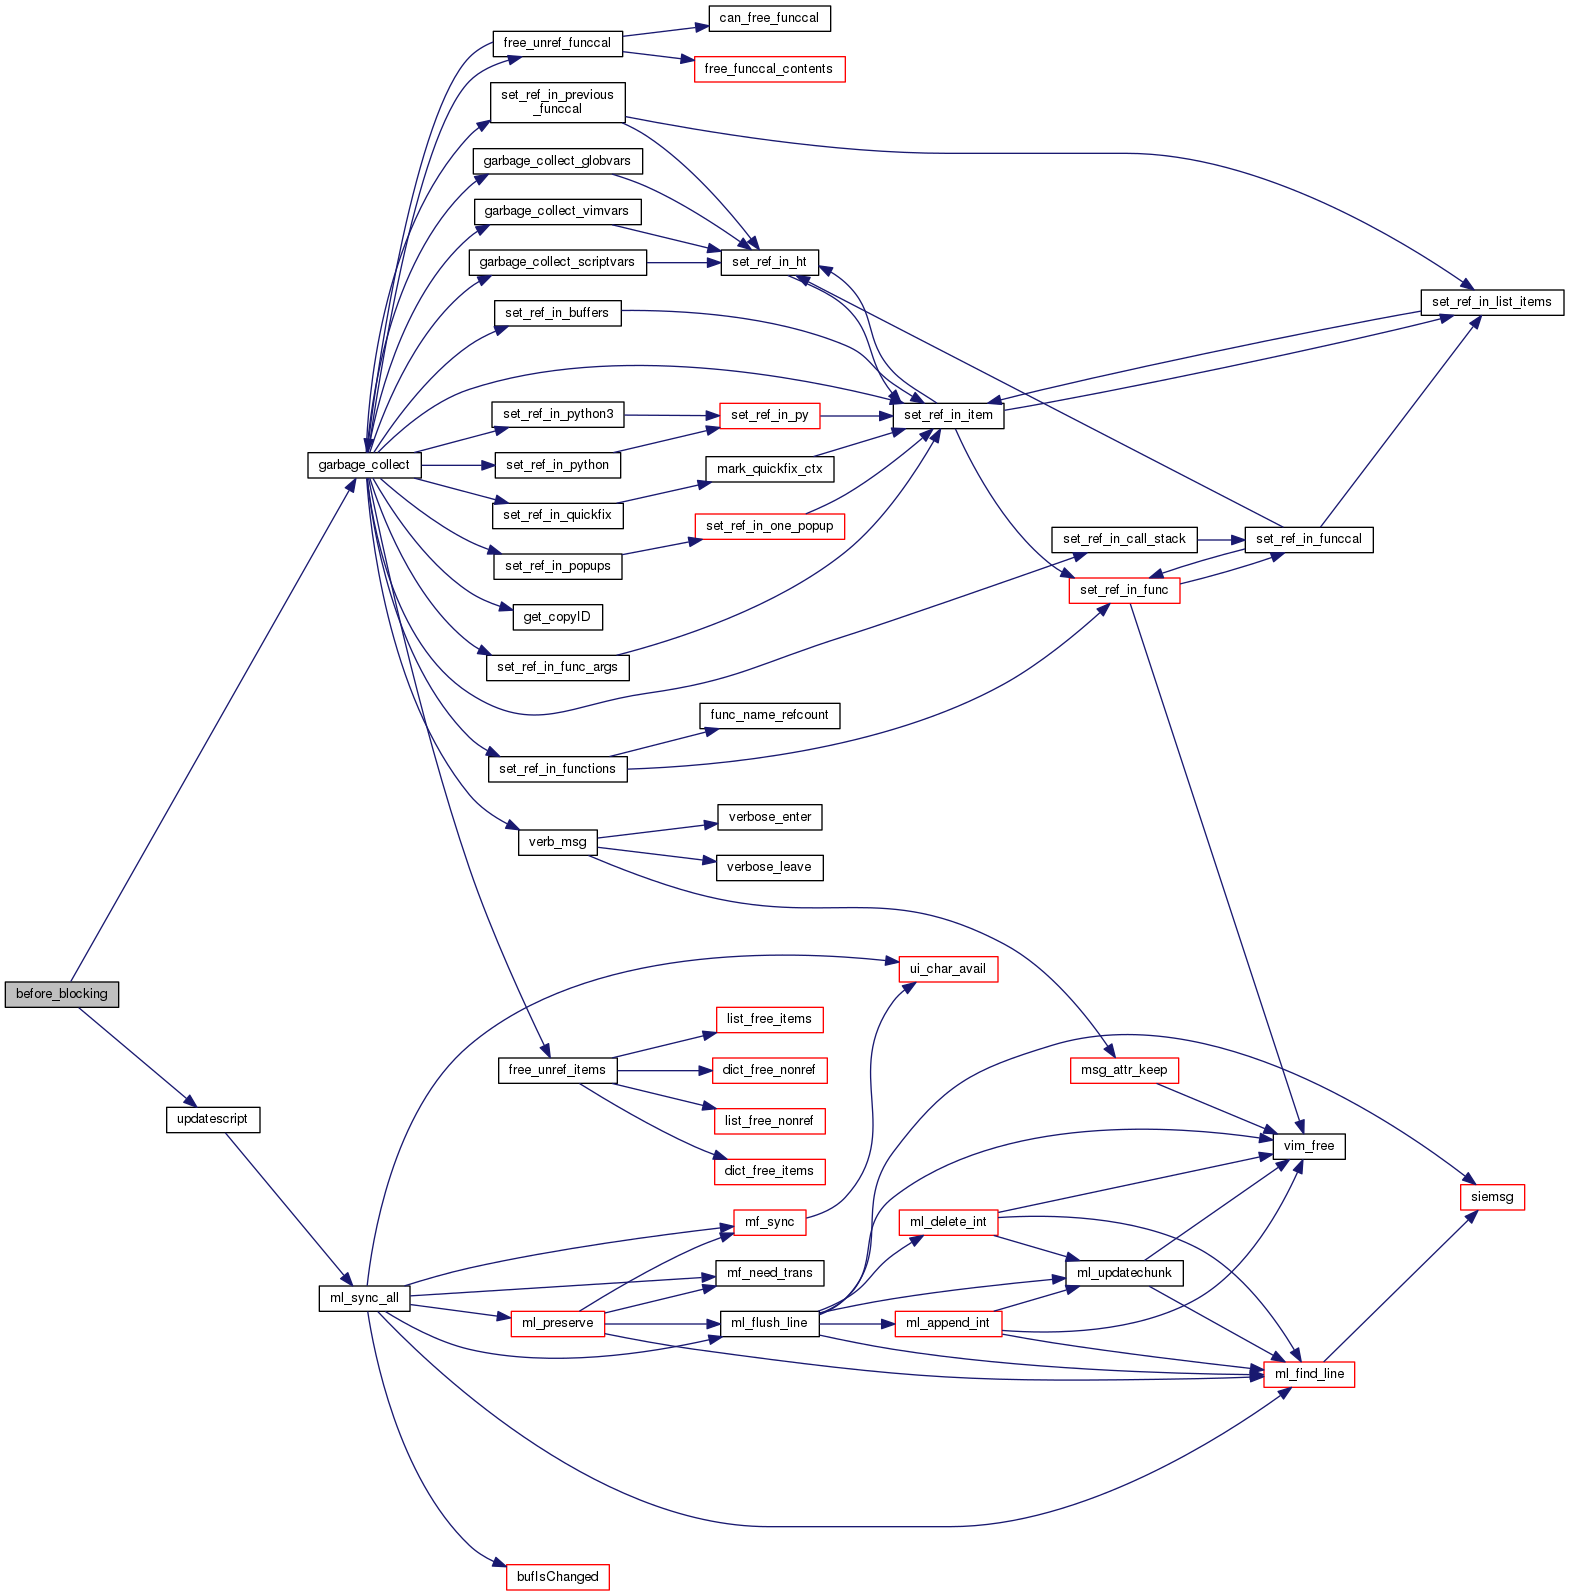 can_free_funccal
free_unref_funccal
free_funccal_contents
set_ref_in_previous
_funccal
garbage_collect_globvars
garbage_collect_vimvars
garbage_collect_scriptvars
set_ref_in_ht
set_ref_in_list_items
set_ref_in_buffers
set_ref_in_python3
set_ref_in_py
set_ref_in_item
garbage_collect
set_ref_in_python
mark_quickfix_ctx
set_ref_in_quickfix
set_ref_in_one_popup
set_ref_in_call_stack
set_ref_in_funccal
set_ref_in_popups
set_ref_in_func
get_copyID
set_ref_in_func_args
func_name_refcount
set_ref_in_functions
verbose_enter
verb_msg
verbose_leave
ui_char_avail
before_blocking
list_free_items
free_unref_items
dict_free_nonref
msg_attr_keep
updatescript
list_free_nonref
vim_free
dict_free_items
siemsg
mf_sync
ml_delete_int
mf_need_trans
ml_updatechunk
ml_sync_all
ml_preserve
ml_flush_line
ml_append_int
ml_find_line
bufIsChanged